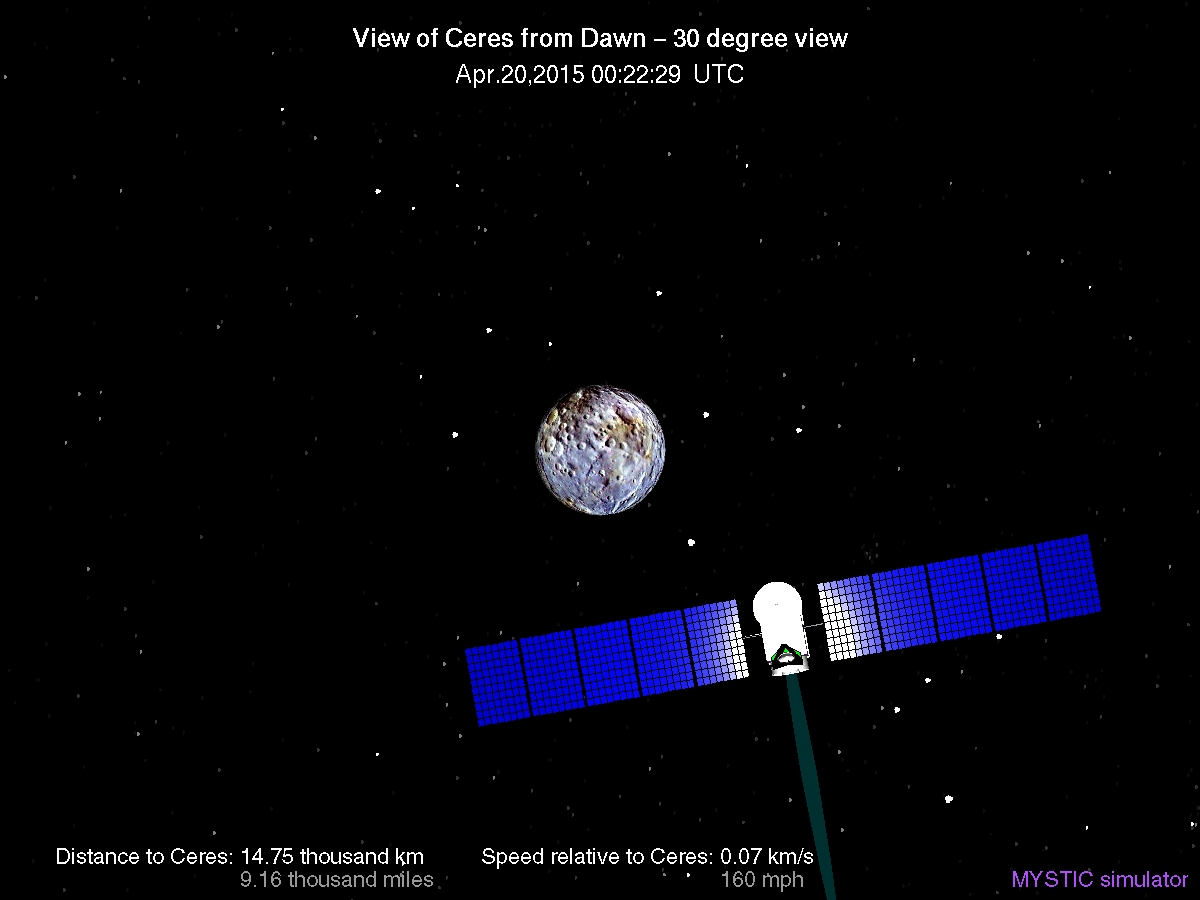 View of Ceres from Dawn – 30 degree view
Apr.20,2015 00:22:29 UTC
Distance to Ceres: 14.75 thousand km
9.16 thousand miles
Speed relative to Ceres: 0.07 km/s
160 mph
MYSTIC simulator